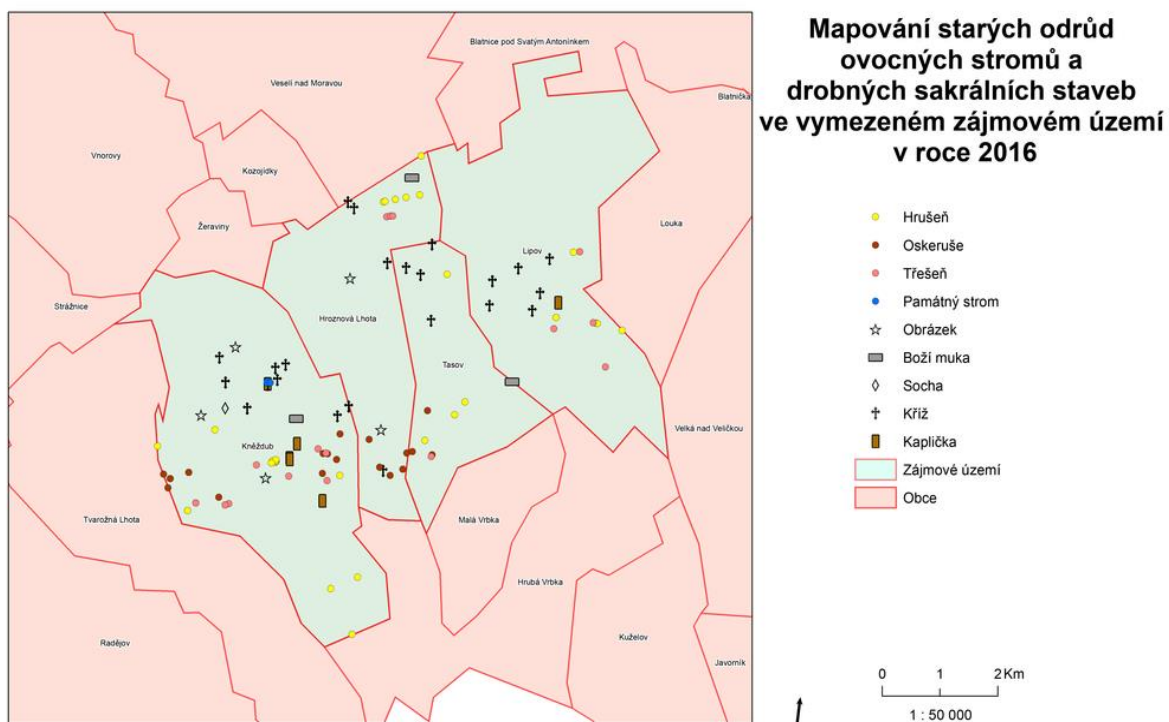 Mapování starých odrůd
ovocných stromů a
drobných sakrálních staveb
ve vymezeném zájmovém území
v roce 2016
Blatnice pod Svatým Antonínkem
Veselí nad Moravou
Blatnička
Vnorovy
Kozojídky
Žeraviny
Louka
Lipov
Strážnice
Hroznová Lhota
Tasov
Kněždub
Velká nad Veličkou
Tvarožná Lhota
Malá Vrbka
Hrubá Vrbka
Radějov
Kuželov
Javorník
Hrušeň
Oskeruše
Třešeň
Památný strom
Obrázek
Boží muka
Socha
Kříž
Kaplička
Zájmové území
Obce
0 1 2 Km
1 : 50 000